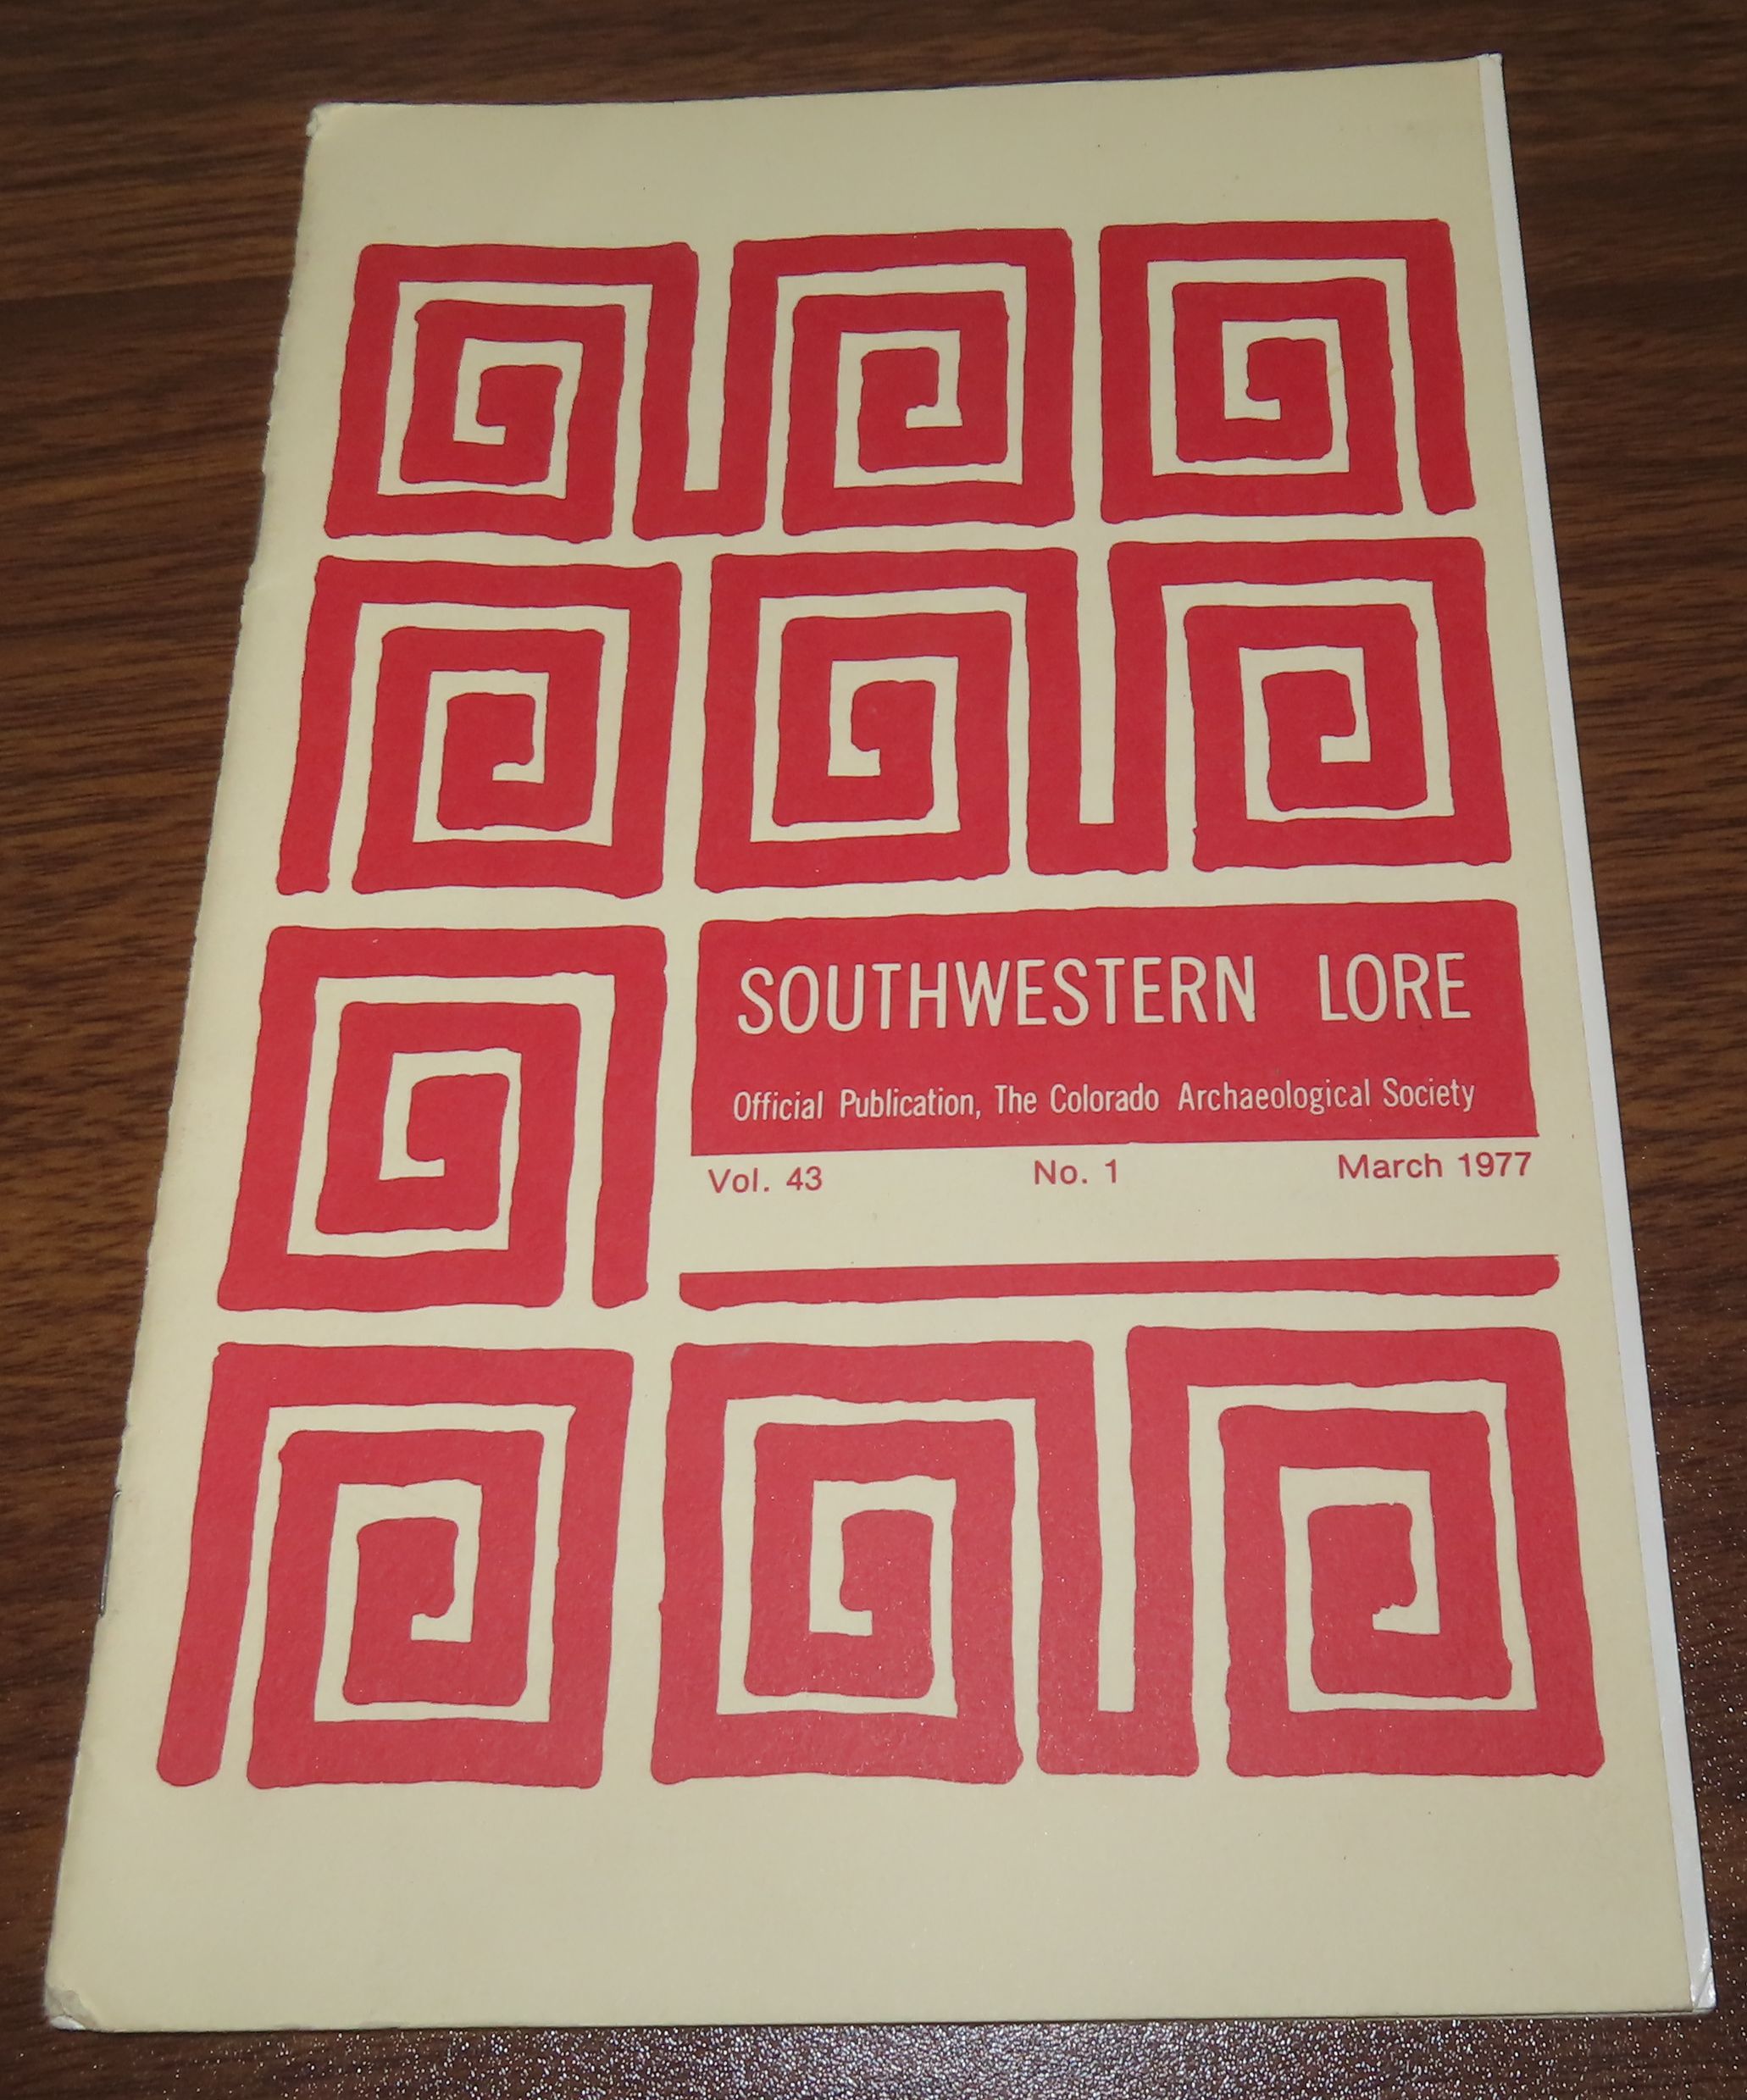 SOUTHWESTERN LORE
Official Publication, The Colorado Archaeological Society
Vol. 43 No. 1 March 1977